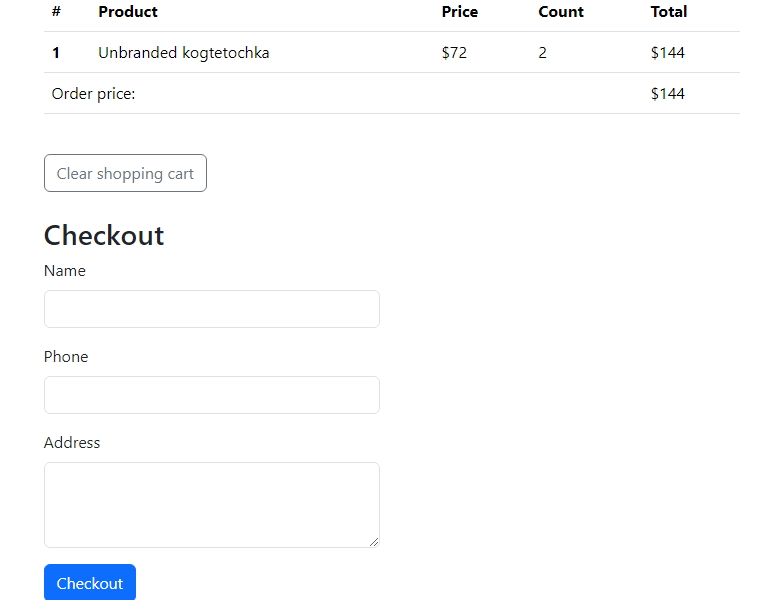 # Product Price Count Total
1 Unbranded kogtetochka $72 2 $144
Order price: $144
Clear shopping cart
Checkout
Name
Phone
Address
Checkout